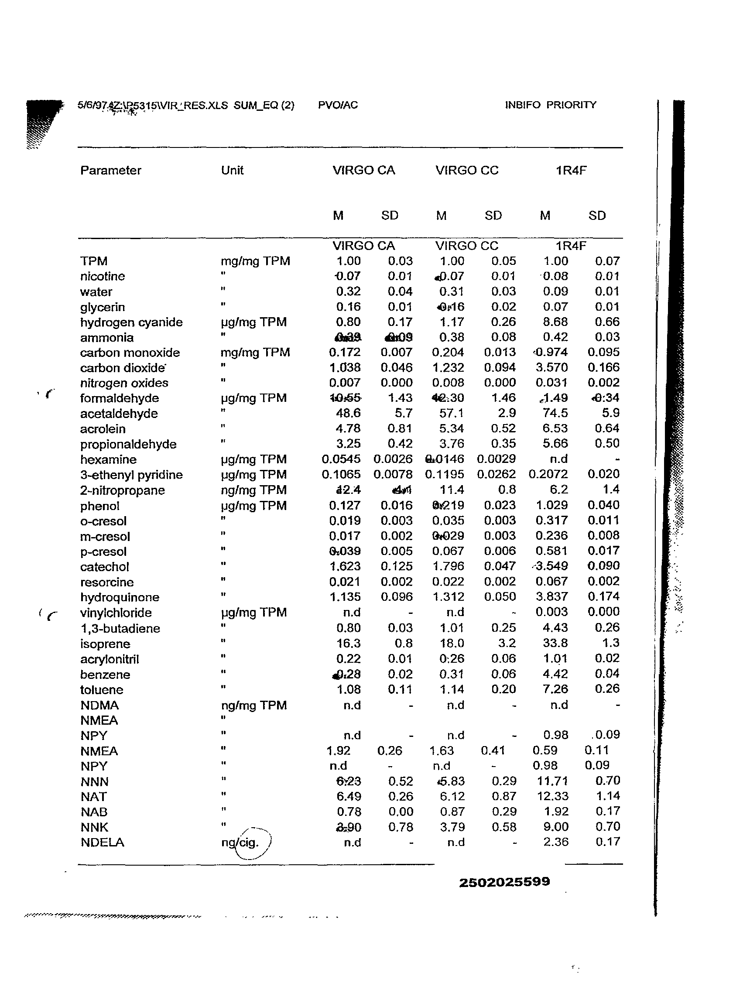 5/6/97 Z:\P5315\VIR_RES.XLS SUM_EQ (2) PVO/AC INBIFO PRIORITY
Parameter Unit VIRGO CA VIRGO CC 1R4F
M SD M SD M SD
VIRGO CA VIRGO CC 1R4F
TPM mg/mg TPM 1.00 0.03 1.00 0.05 1.00 0.07
nicotine " 0.07 0.01 0.07 0.01 0.08 0.01
water " 0.32 0.04 0.31 0.03 0.09 0.01
glycerin " 0.16 0.01 0.16 0.02 0.07 0.01
hydrogen cyanide µg/mg TPM 0.80 0.17 1.17 0.26 8.68 0.66
ammonia " 0.39 0.09 0.38 0.08 0.42 0.03
carbon monoxide mg/mg TPM 0.172 0.007 0.204 0.013 0.974 0.095
carbon dioxide " 1.038 0.046 1.232 0.094 3.570 0.166
nitrogen oxides " 0.007 0.000 0.008 0.000 0.031 0.002
formaldehyde µg/mg TPM 10.55 1.43 12.30 1.46 1.49 0.34
acetaldehyde " 48.6 5.7 57.1 2.9 74.5 5.9
acrolein " 4.78 0.81 5.34 0.52 6.53 0.64
propionaldehyde " 3.25 0.42 3.76 0.35 5.66 0.50
hexamine µg/mg TPM 0.0545 0.0026 0.0146 0.0029 n.d -
3-ethenyl pyridine µg/mg TPM 0.1065 0.0078 0.1195 0.0262 0.2072 0.020
2-nitropropane ng/mg TPM 12.4 4.1 11.4 0.8 6.2 1.4
phenol µg/mg TPM 0.127 0.016 0.219 0.023 1.029 0.040
o-cresol " 0.019 0.003 0.035 0.003 0.317 0.011
m-cresol " 0.017 0.002 0.029 0.003 0.236 0.008
p-cresol " 0.039 0.005 0.067 0.006 0.581 0.017
catechol " 1.623 0.125 1.796 0.047 3.549 0.090
resorcine " 0.021 0.002 0.022 0.002 0.067 0.002
hydroquinone " 1.135 0.096 1.312 0.050 3.837 0.174
vinylchloride µg/mg TPM n.d - n.d - 0.003 0.000
1,3-butadiene " 0.80 0.03 1.01 0.25 4.43 0.26
isoprene " 16.3 0.8 18.0 3.2 33.8 1.3
acrylonitril " 0.22 0.01 0.26 0.06 1.01 0.02
benzene " 0.28 0.02 0.31 0.06 4.42 0.04
toluene " 1.08 0.11 1.14 0.20 7.26 0.26
NDMA ng/mg TPM n.d - n.d - n.d -
NMEA "
NPY " n.d - n.d - 0.98 0.09
NMEA " 1.92 0.26 1.63 0.41 0.59 0.11
NPY " n.d - n.d - 0.98 0.09
NNN " 6.23 0.52 5.83 0.29 11.71 0.70
NAT " 6.49 0.26 6.12 0.87 12.33 1.14
NAB " 0.78 0.00 0.87 0.29 1.92 0.17
NNK " 3.90 0.78 3.79 0.58 9.00 0.70
NDELA ng/cig. n.d - n.d - 2.36 0.17
2502025599